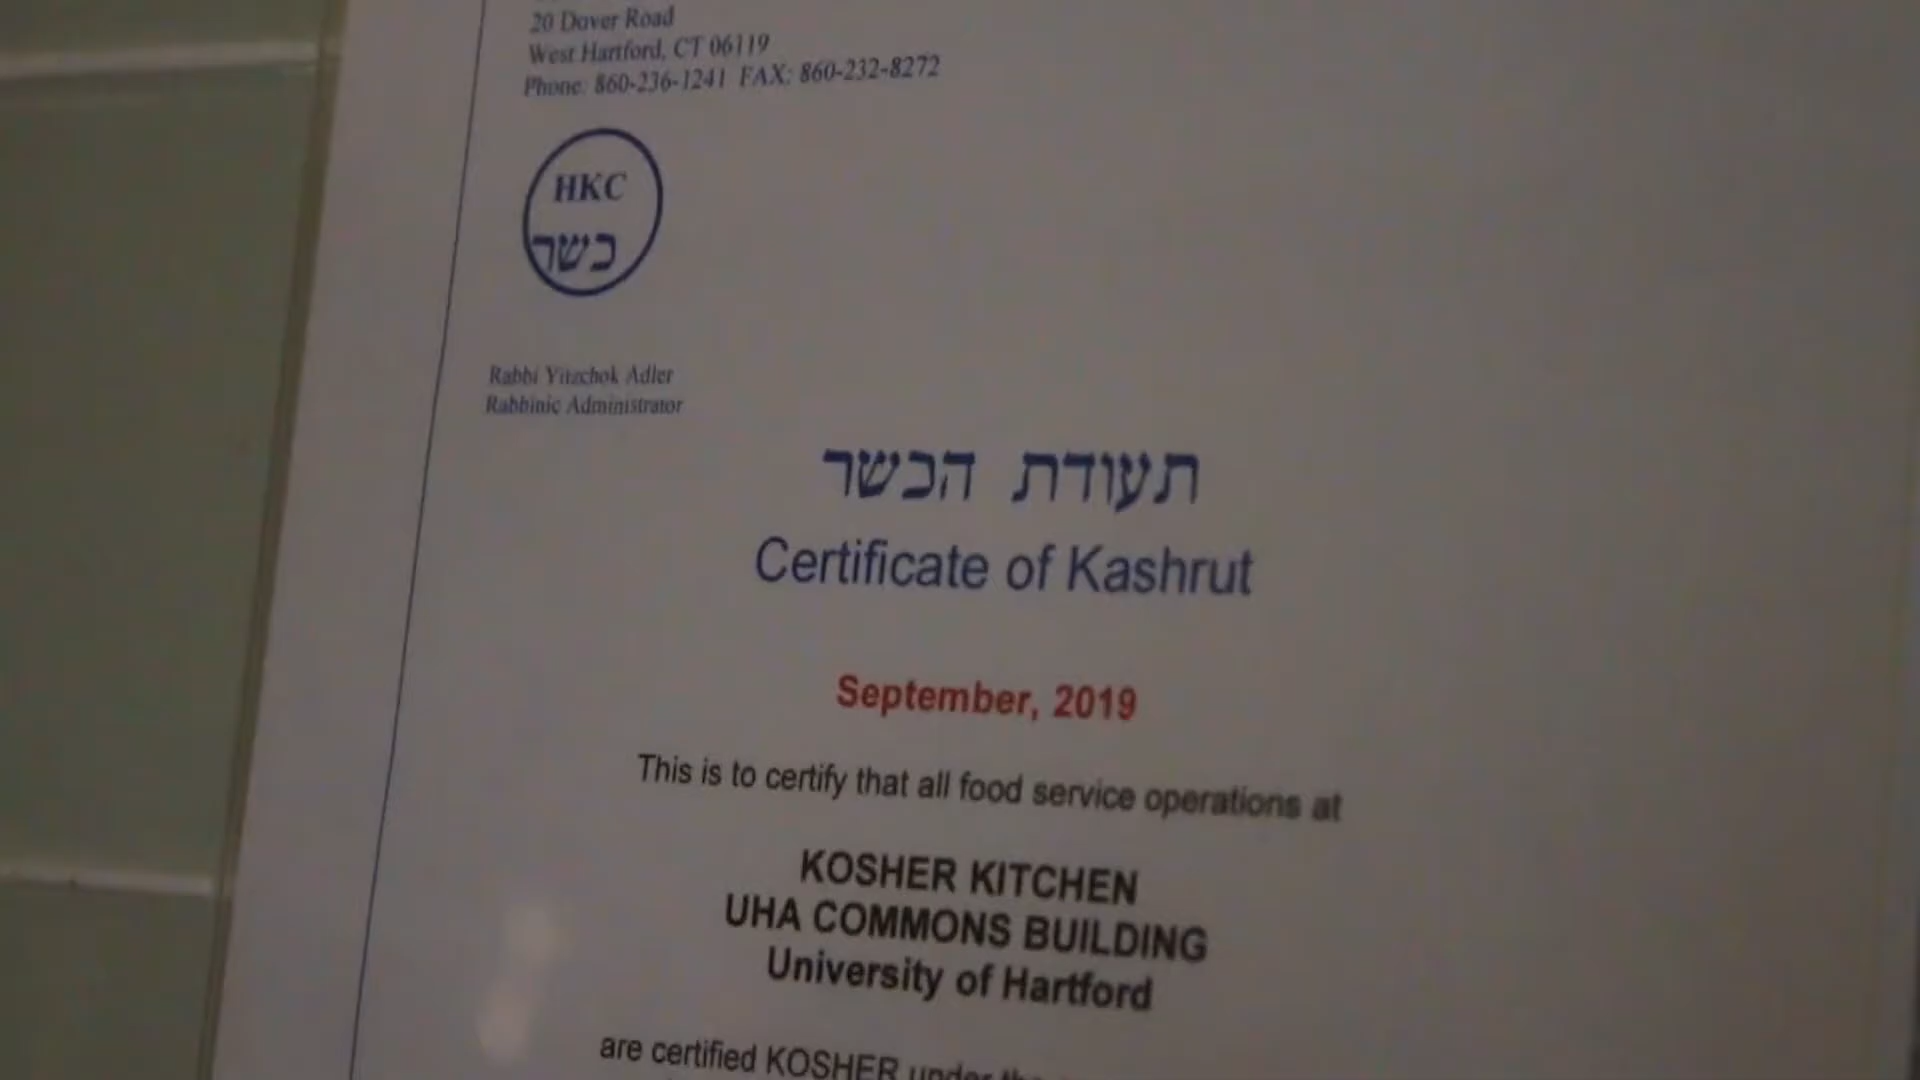 20 Dover Road
West Hartford, CT 06119
Phone: 860-236-1241 FAX: 860-232-8272
HKC
כשר
Rabbi Yitzchok Adler
Rabbinic Administrator
תעודת הכשר
Certificate of Kashrut
September, 2019
This is to certify that all food service operations at
KOSHER KITCHEN
UHA COMMONS BUILDING
University of Hartford
are certified KOSHER under the